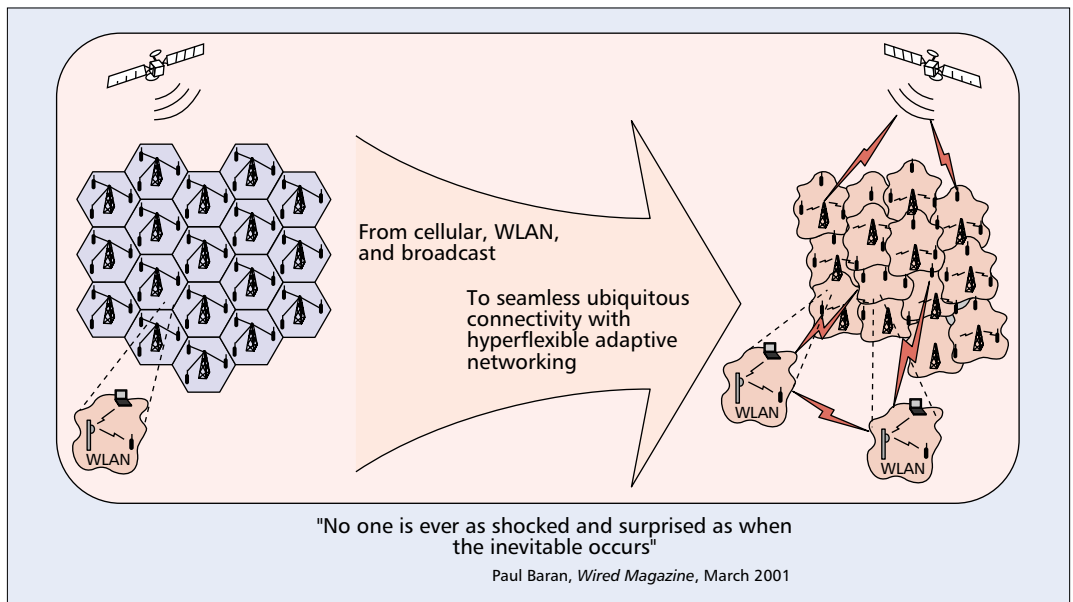 From cellular, WLAN,
and broadcast
To seamless ubiquitous
connectivity with
hyperflexible adaptive
networking
WLAN
WLAN
WLAN
"No one is ever as shocked and surprised as when
the inevitable occurs"
Paul Baran, Wired Magazine, March 2001